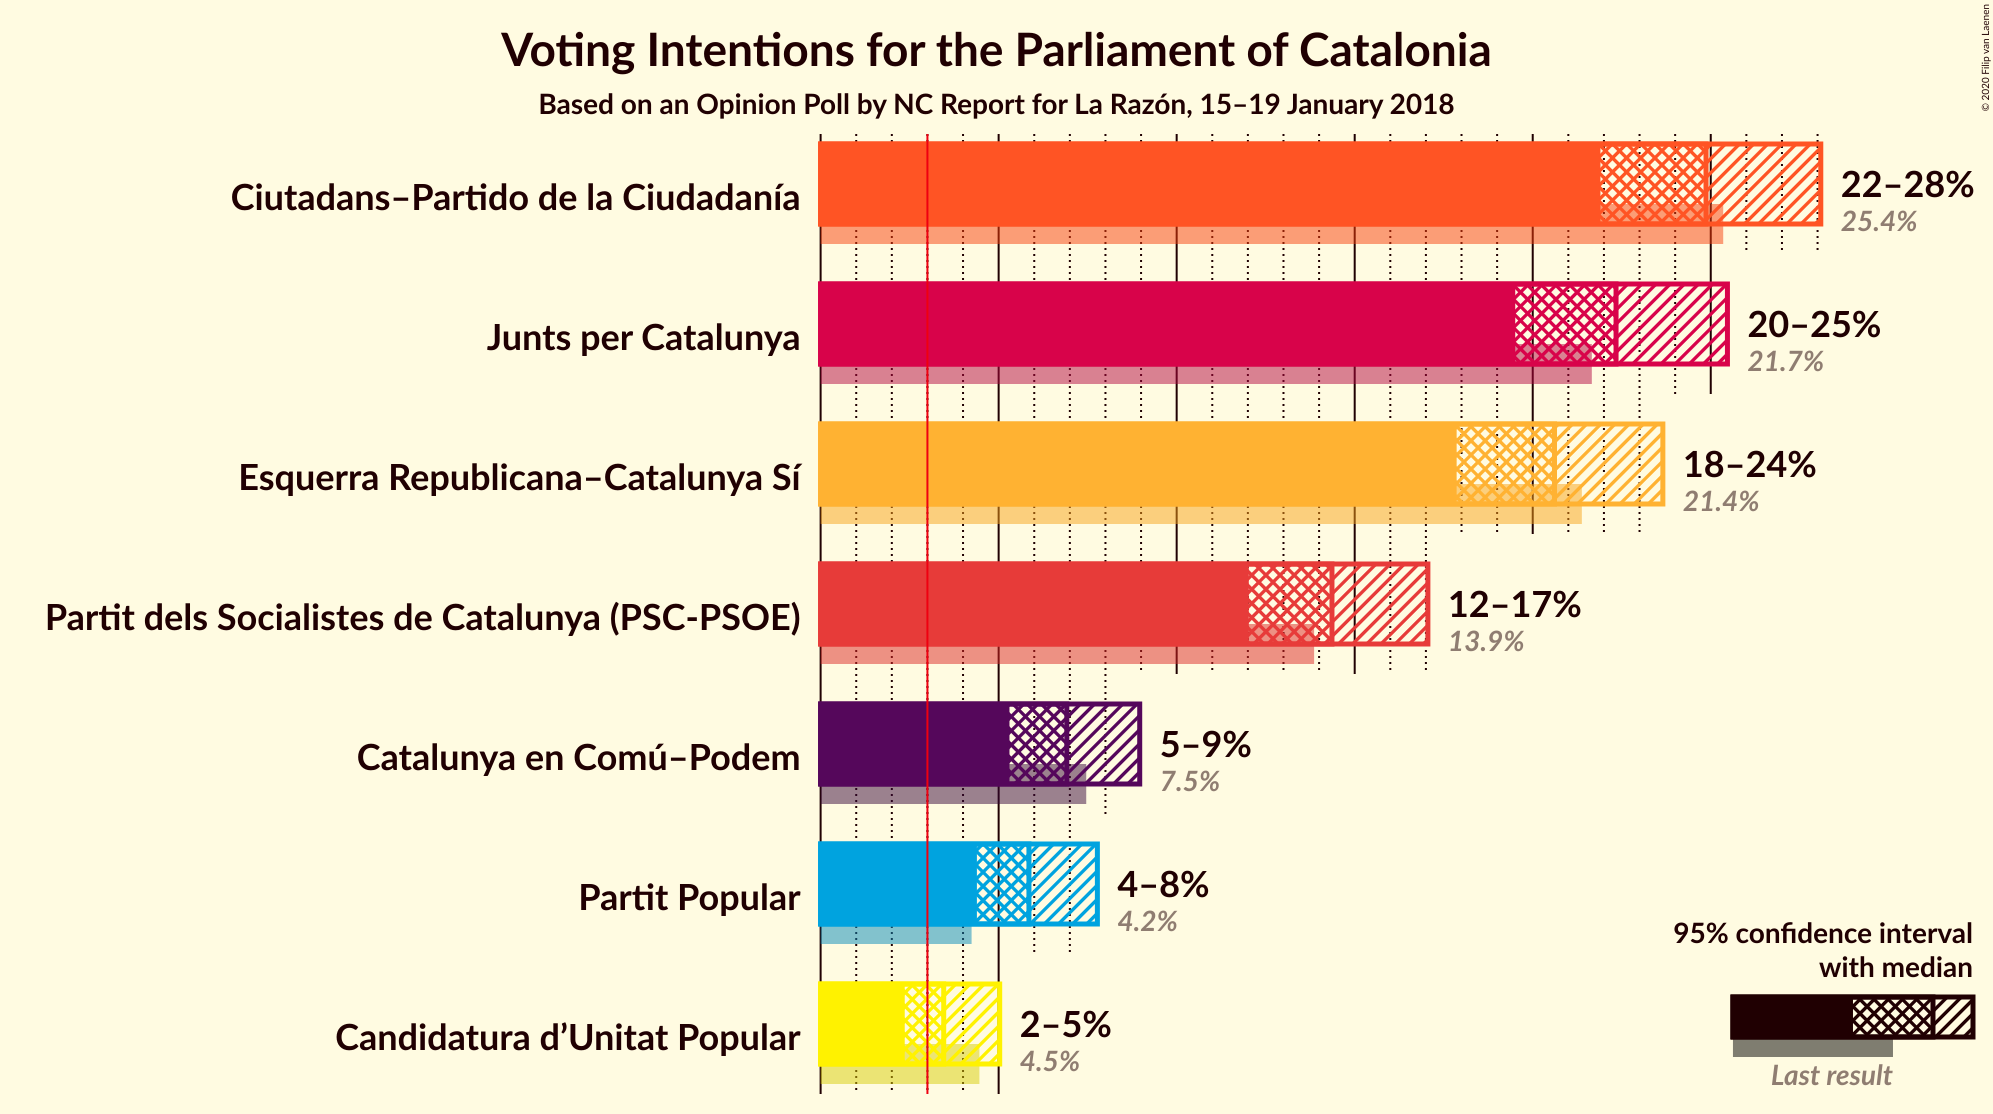 Voting Intentions for the Parliament of Catalonia
Based on an Opinion Poll by NC Report for La Razón, 15–19 January 2018
© 2020 Filip van Laenen
Ciutadans–Partido de la Ciudadanía
22–28%
25.4%
Junts per Catalunya
20–25%
21.7%
Esquerra Republicana–Catalunya Sí
18–24%
21.4%
Partit dels Socialistes de Catalunya (PSC-PSOE)
12–17%
13.9%
Catalunya en Comú–Podem
5–9%
7.5%
Partit Popular
4–8%
4.2%
Candidatura d’Unitat Popular
2–5%
4.5%
95% confidence interval
with median
Last result